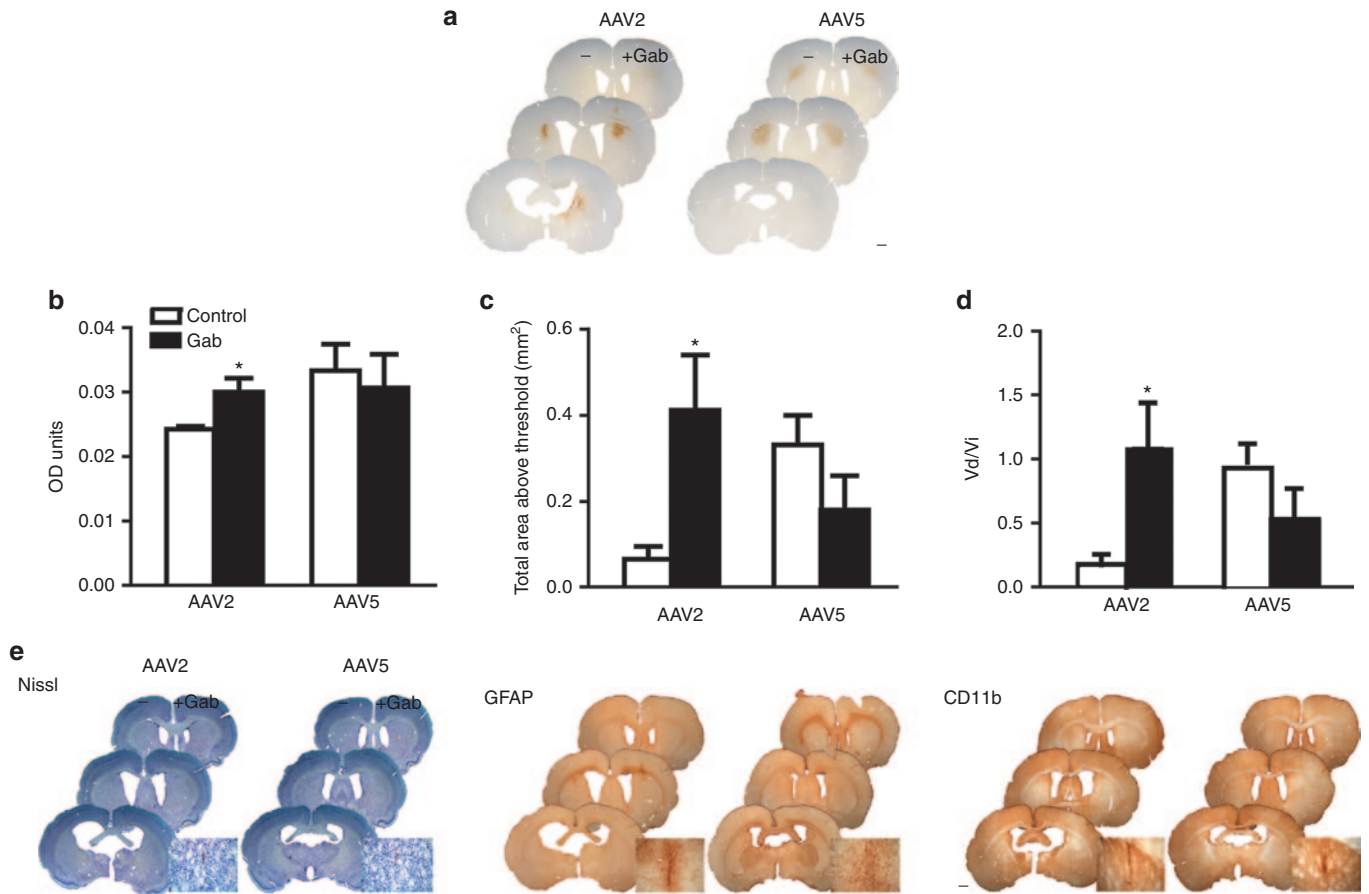 a
AAV2 AAV5
– +Gab – +Gab
–
b
Control
Gab
OD units
0.04
0.03
0.02
0.01
0.00
*
AAV2 AAV5
c
Total area above threshold (mm²)
0.6
0.4
0.2
0.0
*
AAV2 AAV5
d
Vd/Vi
2.0
1.5
1.0
0.5
0.0
*
AAV2 AAV5
e
AAV2 AAV5
Nissl
– +Gab – +Gab
GFAP
CD11b
–